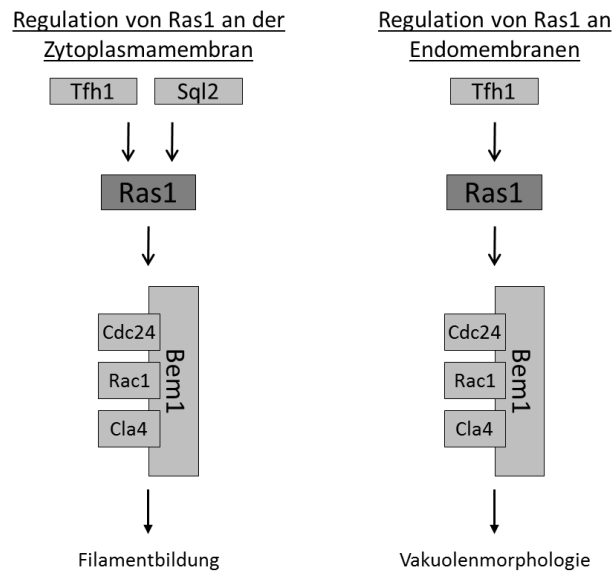 Regulation von Ras1 an der
Zytoplasmamembran
Tfh1
Sql2
Ras1
Cdc24
Rac1
Cla4
Bem1
Filamentbildung
Regulation von Ras1 an
Endomembranen
Tfh1
Ras1
Cdc24
Rac1
Cla4
Bem1
Vakuolenmorphologie